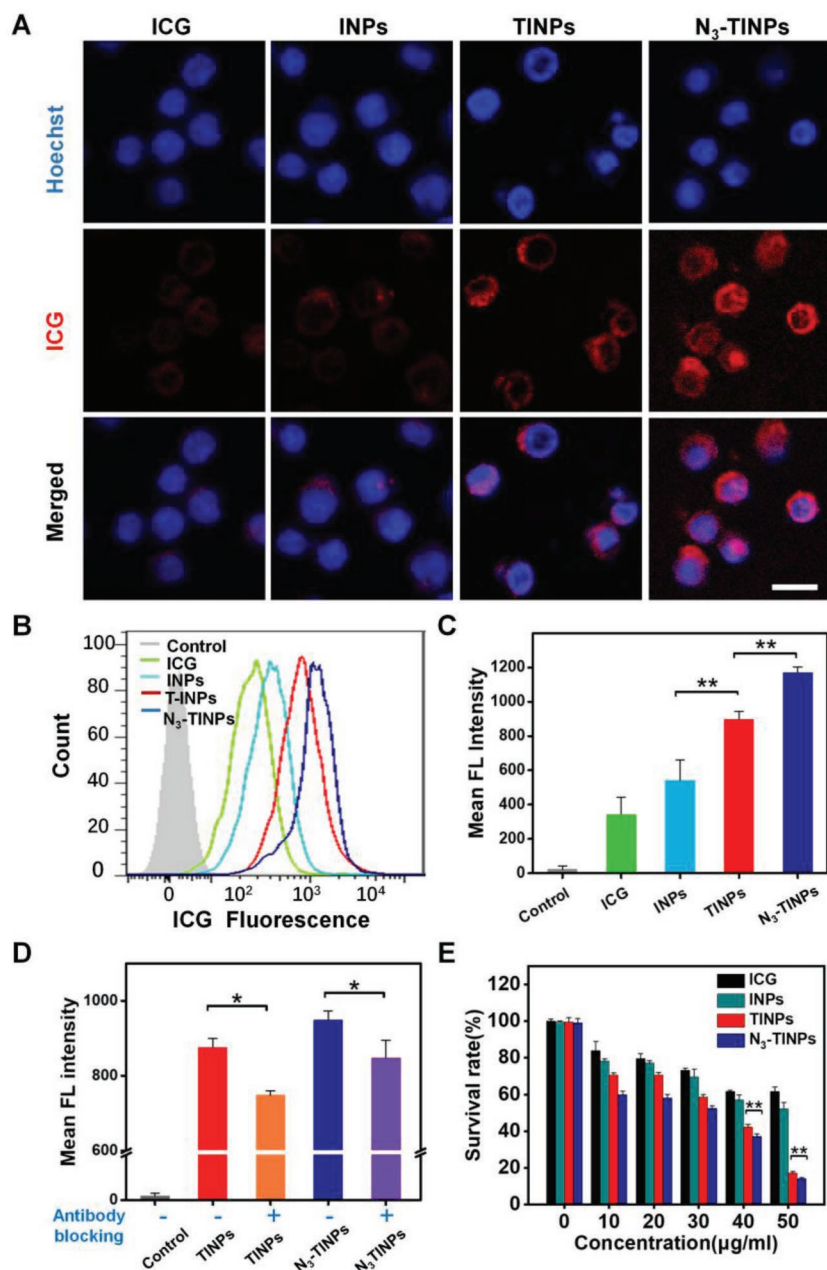 A
ICG INPs TINPs N₃-TINPs
Hoechst
ICG
Merged
B
100
80
60
40
20
0
Count
Control
ICG
INPs
T-INPs
N₃-TINPs
0 10² 10³ 10⁴
ICG Fluorescence
C
1200
1000
800
600
400
200
0
Mean FL Intensity
**
**
Control ICG INPs TINPs N₃-TINPs
D
1000
800
600
0
Mean FL intensity
* *
Antibody blocking - - + - +
Control TINPs TINPs N₃-TINPs N₃TINPs
E
120
100
80
60
40
20
0
Survival rate(%)
ICG
INPs
TINPs
N₃-TINPs
**
**
0 10 20 30 40 50
Concentration(μg/ml)